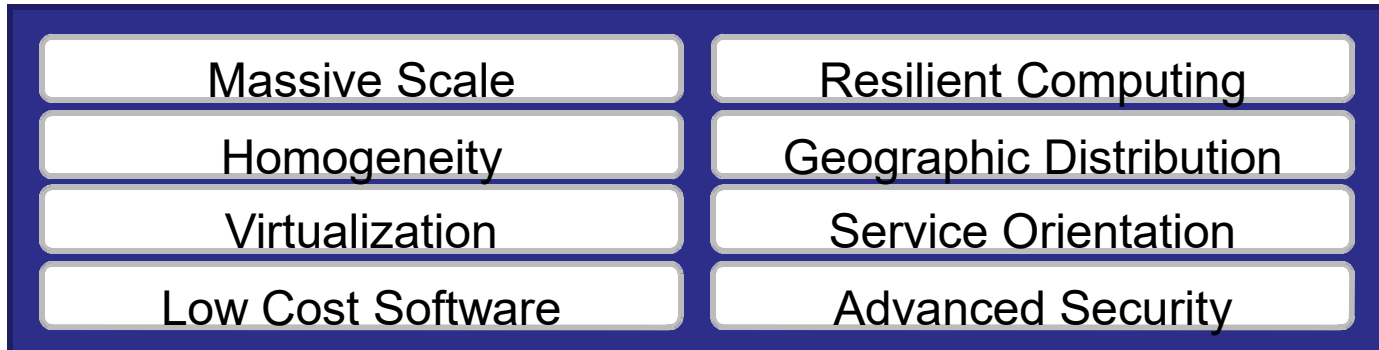 Massive Scale
Resilient Computing
Homogeneity
Geographic Distribution
Virtualization
Service Orientation
Low Cost Software
Advanced Security